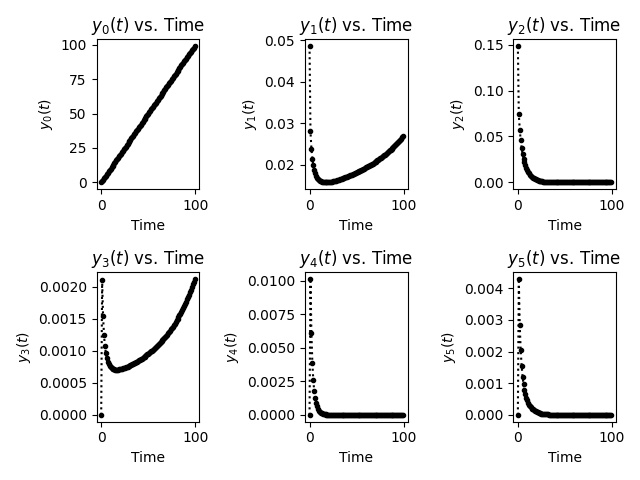 y₀(t) vs. Time
y₁(t) vs. Time
y₂(t) vs. Time
y₀(t)
100
75
50
25
0
0
100
Time
y₁(t)
0.05
0.04
0.03
0.02
0
100
Time
y₂(t)
0.15
0.10
0.05
0.00
0
100
Time
y₃(t) vs. Time
y₄(t) vs. Time
y₅(t) vs. Time
y₃(t)
0.0020
0.0015
0.0010
0.0005
0.0000
0
100
Time
y₄(t)
0.0100
0.0075
0.0050
0.0025
0.0000
0
100
Time
y₅(t)
0.004
0.003
0.002
0.001
0.000
0
100
Time